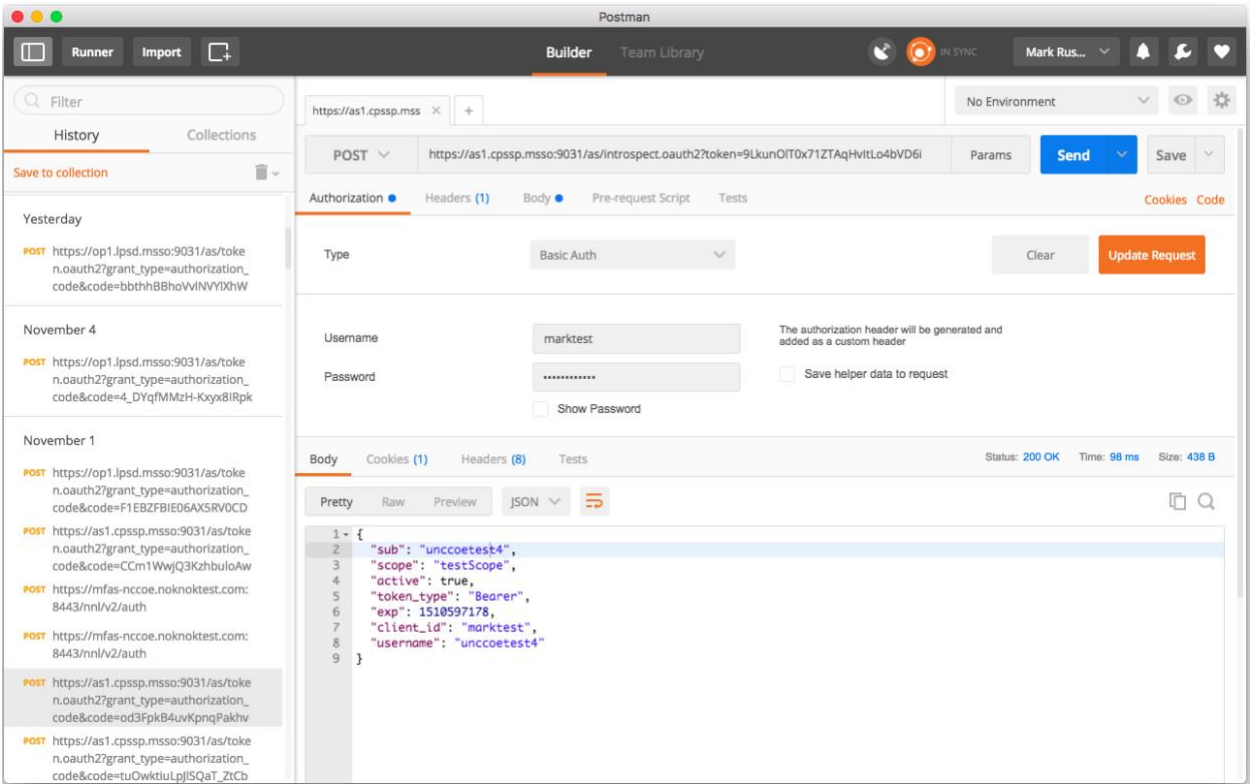 Postman
Runner Import Builder Team Library IN SYNC Mark Rus...
Filter
History Collections
Save to collection
Yesterday
POST https://op1.lpsd.msso:9031/as/toke
n.oauth2?grant_type=authorization_
code&code=bbthhBBhoVvlNVYlXhW
November 4
POST https://op1.lpsd.msso:9031/as/toke
n.oauth2?grant_type=authorization_
code&code=4_DYqfMMzH-Kxyx8IRpk
November 1
POST https://op1.lpsd.msso:9031/as/toke
n.oauth2?grant_type=authorization_
code&code=F1EBZFBIE06AX5RV0CD
POST https://as1.cpssp.msso:9031/as/toke
n.oauth2?grant_type=authorization_
code&code=CCm1WwjQ3KzhbuloAw
POST https://mfas-nccoe.noknoktest.com:
8443/nnl/v2/auth
POST https://mfas-nccoe.noknoktest.com:
8443/nnl/v2/auth
POST https://as1.cpssp.msso:9031/as/toke
n.oauth2?grant_type=authorization_
code&code=od3FpkB4uvKpnqPakhv
POST https://as1.cpssp.msso:9031/as/toke
n.oauth2?grant_type=authorization_
code&code=tuOwktiuLpjlSQaT_ZtCb
https://as1.cpssp.mss
No Environment
POST https://as1.cpssp.msso:9031/as/introspect.oauth2?token=9LkunOlT0x71ZTAqHvItLo4bVD6i Params Send Save
Authorization Headers (1) Body Pre-request Script Tests Cookies Code
Type Basic Auth Clear Update Request
Username marktest
The authorization header will be generated and
added as a custom header
Password ············ Save helper data to request
Show Password
Body Cookies (1) Headers (8) Tests Status: 200 OK Time: 98 ms Size: 438 B
Pretty Raw Preview JSON
1 {
2 "sub": "unccoetest4",
3 "scope": "testScope",
4 "active": true,
5 "token_type": "Bearer",
6 "exp": 1510597178,
7 "client_id": "marktest",
8 "username": "unccoetest4"
9 }